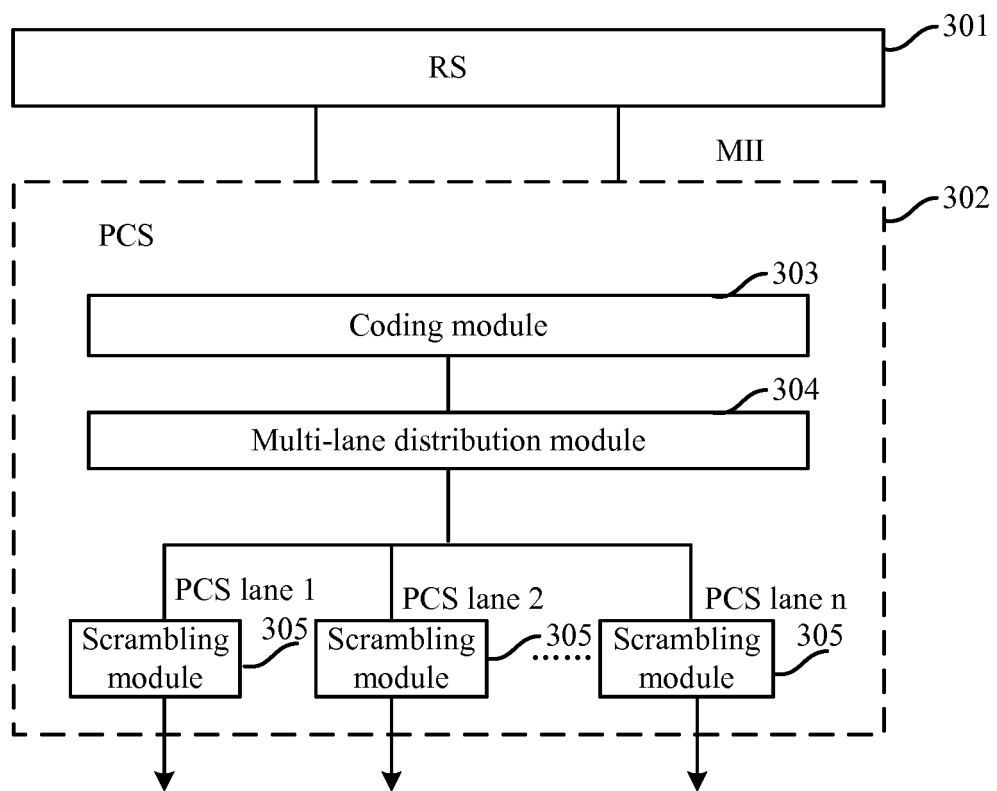 301
RS
MII
302
PCS
303
Coding module
304
Multi-lane distribution module
PCS lane 1
PCS lane 2
PCS lane n
Scrambling
module
305
Scrambling
module
305
......
Scrambling
module
305